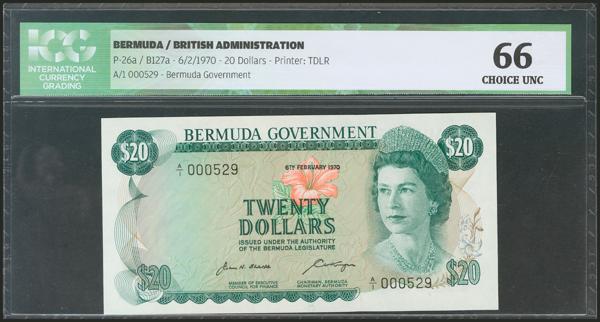 ICG
INTERNATIONAL
CURRENCY
GRADING
BERMUDA / BRITISH ADMINISTRATION
P-26a / B127a - 6/2/1970 - 20 Dollars - Printer: TDLR
A/1 000529 - Bermuda Government
66
CHOICE UNC
$20
BERMUDA GOVERNMENT
$20
A/1 000529
6TH FEBRUARY 1970
TWENTY
DOLLARS
ISSUED UNDER THE AUTHORITY
OF THE BERMUDA LEGISLATURE
MEMBER OF EXECUTIVE
COUNCIL FOR FINANCE
CHAIRMAN, BERMUDA
MONETARY AUTHORITY
A/1 000529
$20
$20